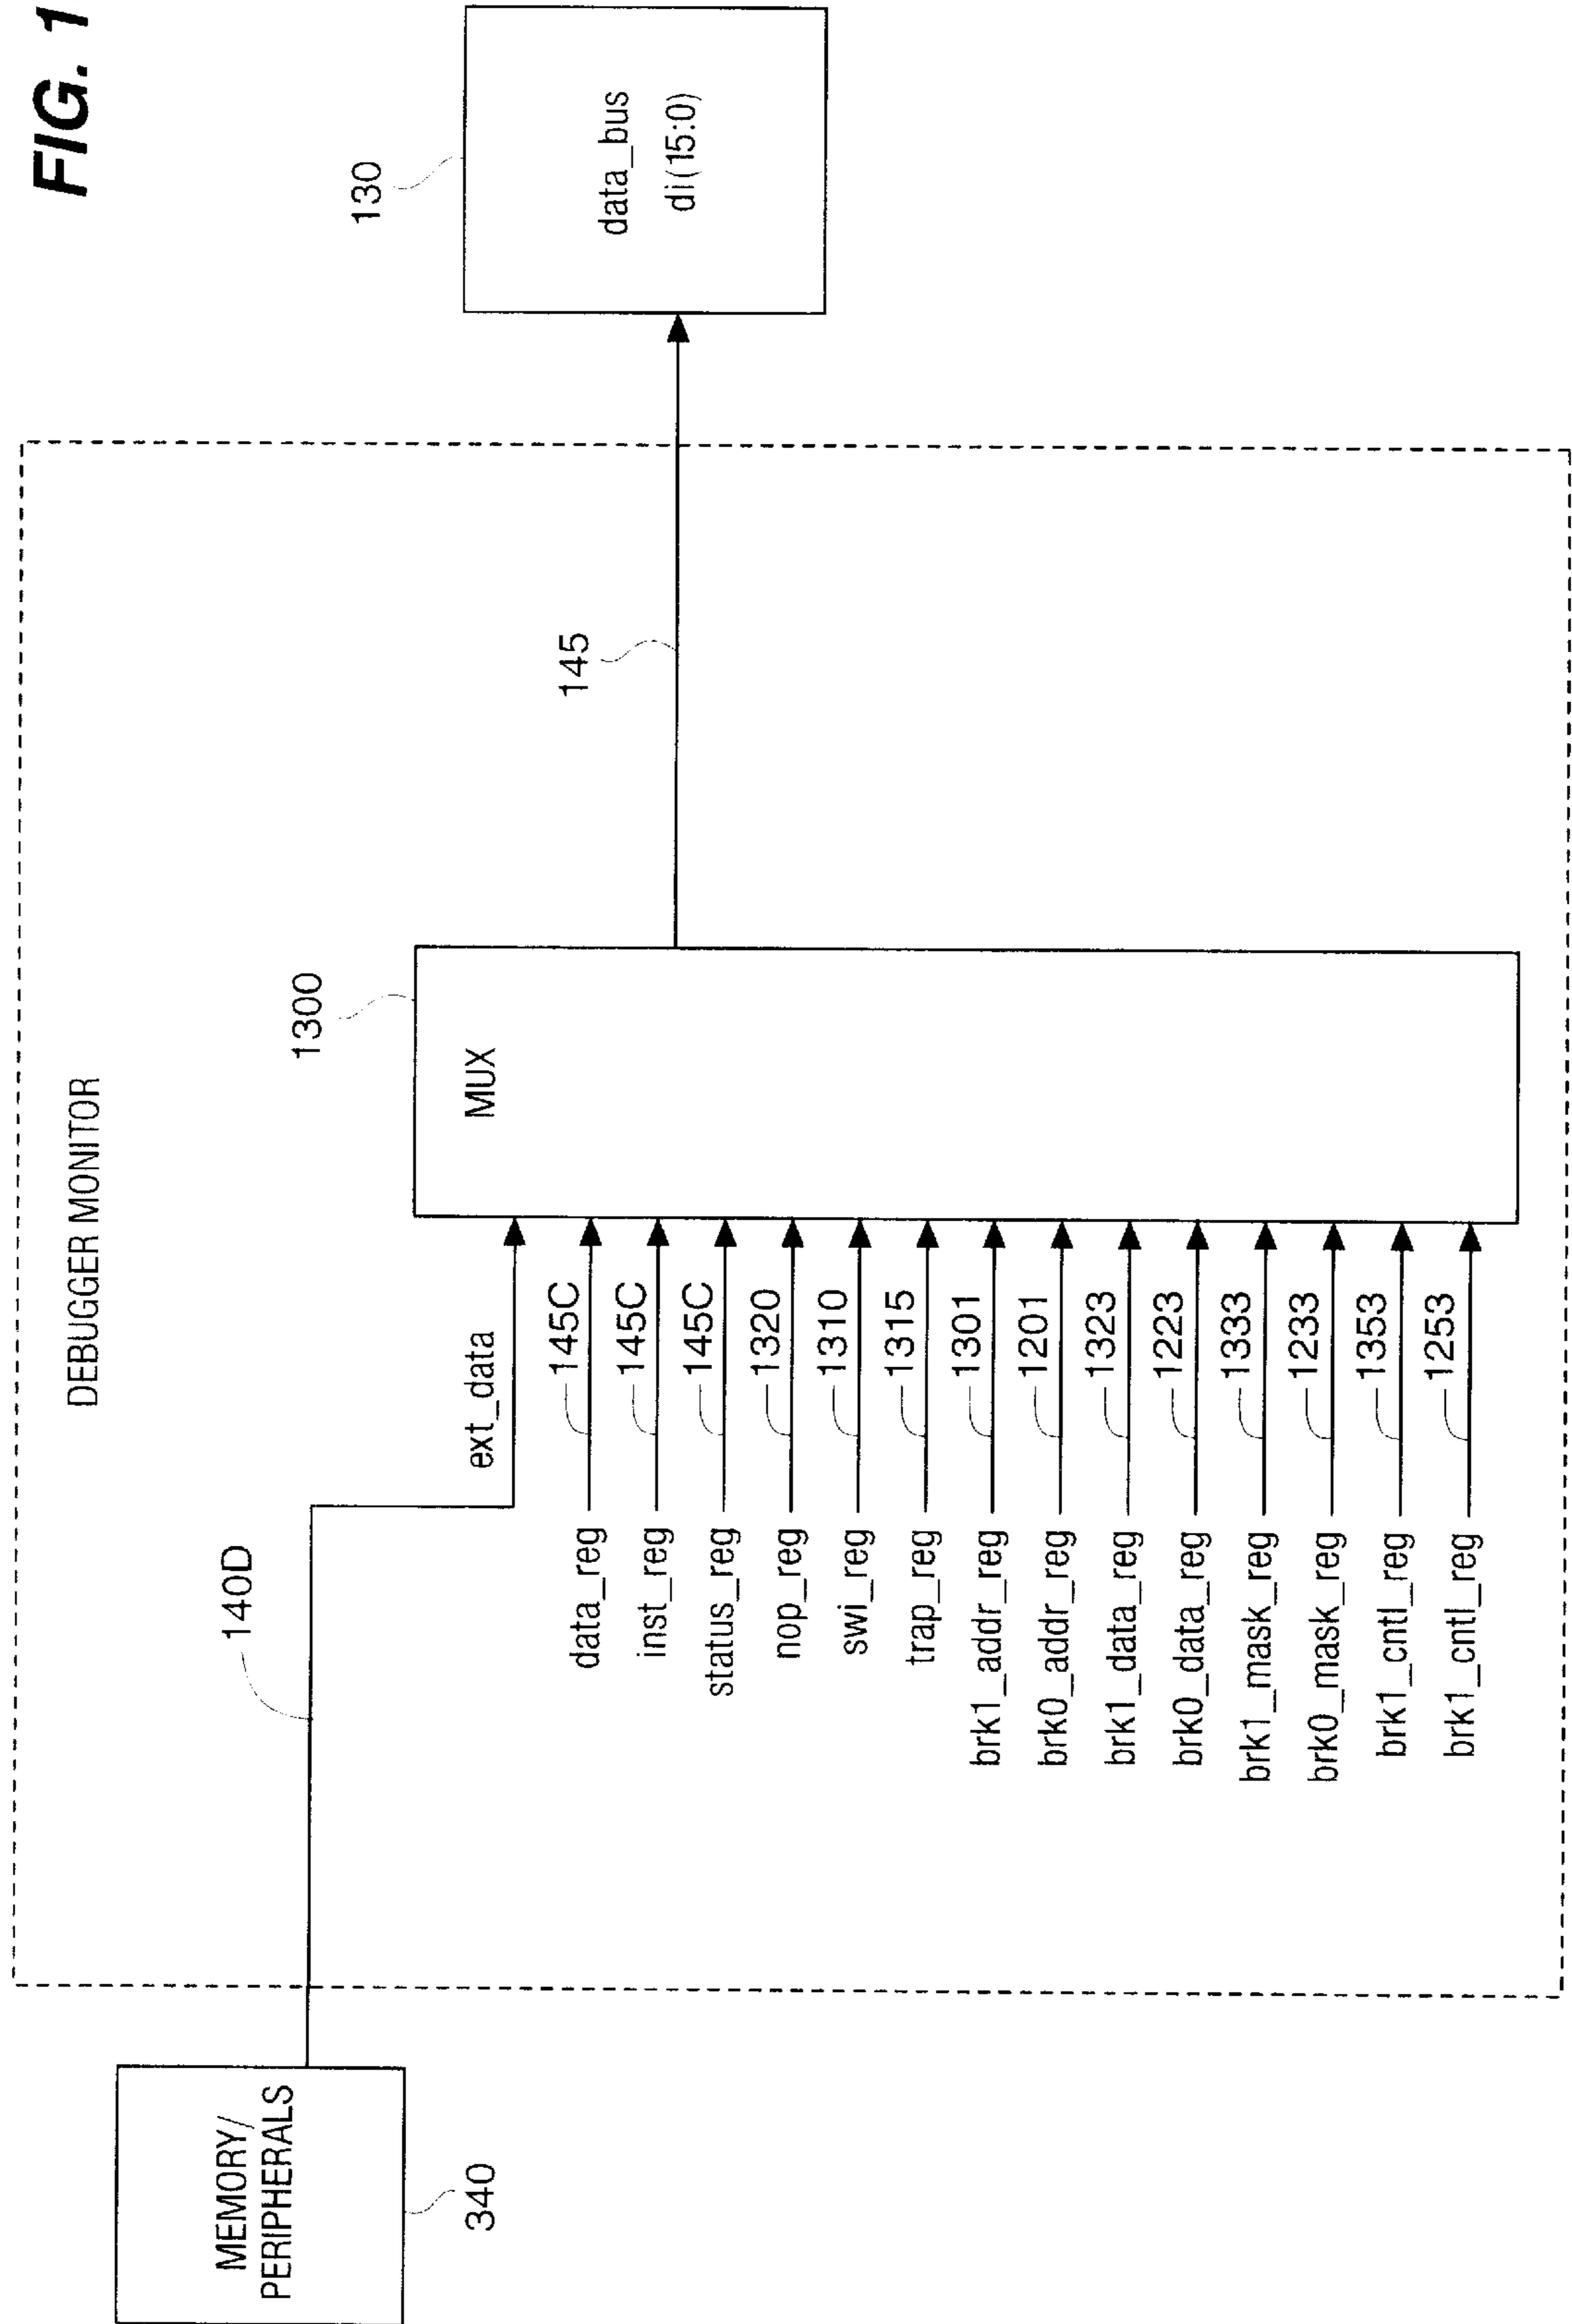 FIG. 1
DEBUGGER MONITOR
MEMORY/
PERIPHERALS
340
140D
ext_data
1300
MUX
145
130
data_bus
di(15:0)
data_reg 145C
inst_reg 145C
status_reg 145C
nop_reg 1320
swi_reg 1310
trap_reg 1315
brk1_addr_reg 1301
brk0_addr_reg 1201
brk1_data_reg 1323
brk0_data_reg 1223
brk1_mask_reg 1333
brk0_mask_reg 1233
brk1_cntl_reg 1353
brk1_cntl_reg 1253